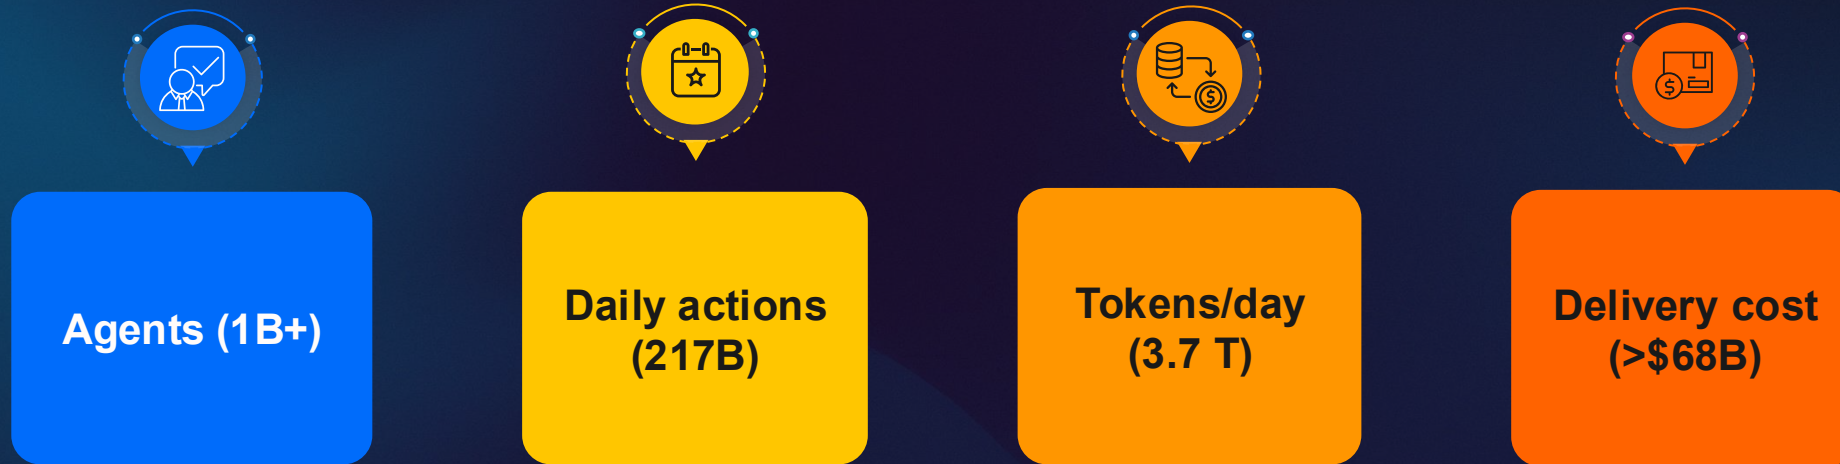 Agents (1B+)
Daily actions
(217B)
Tokens/day
(3.7 T)
Delivery cost
(>$68B)